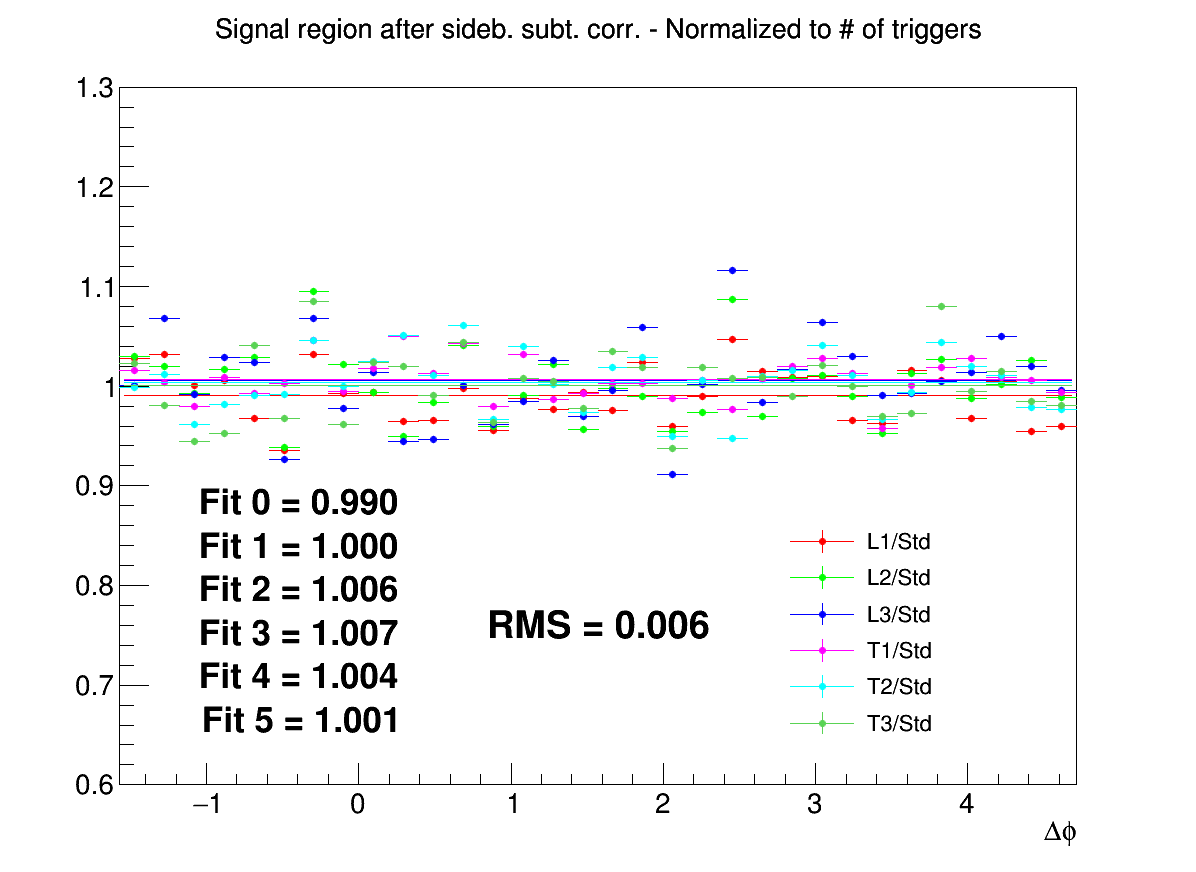 Signal region after sideb. subt. corr. - Normalized to # of triggers
1.3
1.2
1.1
1
0.9
0.8
0.7
0.6
Fit 0 = 0.990
Fit 1 = 1.000
Fit 2 = 1.006
Fit 3 = 1.007
Fit 4 = 1.004
Fit 5 = 1.001
RMS = 0.006
L1/Std
L2/Std
L3/Std
T1/Std
T2/Std
T3/Std
−1 0 1 2 3 4
Δϕ